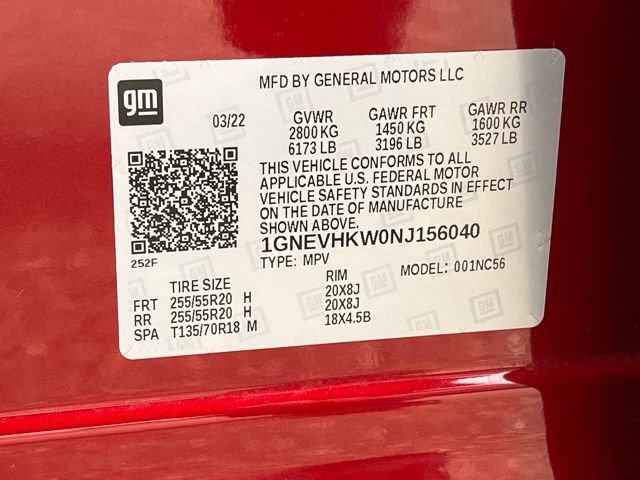 MFD BY GENERAL MOTORS LLC
gm
03/22 GVWR GAWR FRT GAWR RR
2800 KG 1450 KG 1600 KG
6173 LB 3196 LB 3527 LB
THIS VEHICLE CONFORMS TO ALL
APPLICABLE U.S. FEDERAL MOTOR
VEHICLE SAFETY STANDARDS IN EFFECT
ON THE DATE OF MANUFACTURE
SHOWN ABOVE.
1GNEVHKW0NJ156040
252F
TYPE: MPV MODEL: 001NC56
TIRE SIZE RIM
FRT 255/55R20 H 20X8J
RR 255/55R20 H 20X8J
SPA T135/70R18 M 18X4.5B